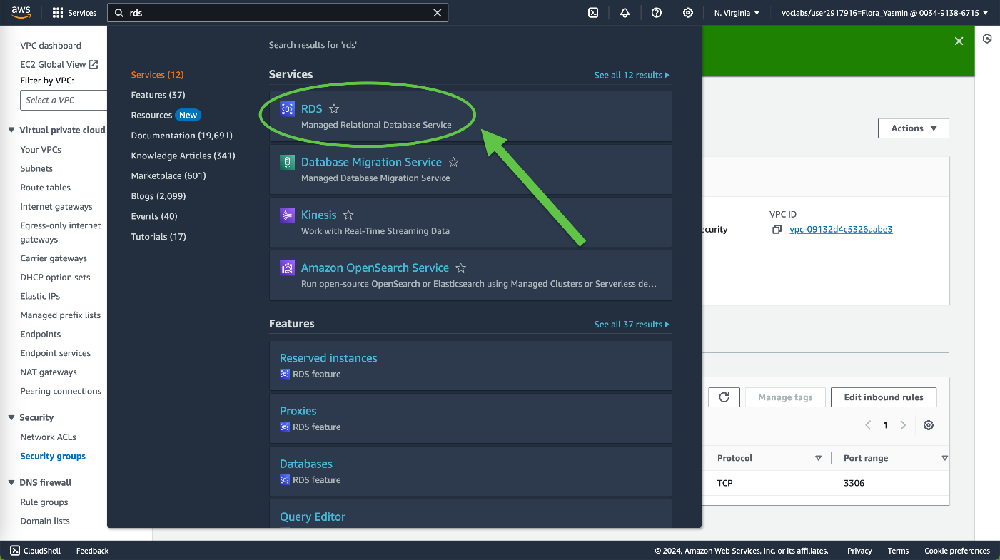 aws
Services
rds
N. Virginia
voclabs/user2917916=Flora_Yasmin @ 0034-9138-6715
VPC dashboard
EC2 Global View
Filter by VPC:
Select a VPC
Virtual private cloud
Your VPCs
Subnets
Route tables
Internet gateways
Egress-only internet
gateways
Carrier gateways
DHCP option sets
Elastic IPs
Managed prefix lists
Endpoints
Endpoint services
NAT gateways
Peering connections
Security
Network ACLs
Security groups
DNS firewall
Rule groups
Domain lists
Search results for 'rds'
Services (12)
Features (37)
Resources New
Documentation (19,691)
Knowledge Articles (341)
Marketplace (601)
Blogs (2,099)
Events (40)
Tutorials (17)
Services
See all 12 results
RDS
Managed Relational Database Service
Database Migration Service
Managed Database Migration Service
Kinesis
Work with Real-Time Streaming Data
Amazon OpenSearch Service
Run open-source OpenSearch or Elasticsearch using Managed Clusters or Serverless de...
Features
See all 37 results
Reserved instances
RDS feature
Proxies
RDS feature
Databases
RDS feature
Query Editor
Actions
ecurity
VPC ID
vpc-09132d4c5326aabe3
Manage tags
Edit inbound rules
1
Protocol
Port range
TCP
3306
CloudShell
Feedback
© 2024, Amazon Web Services, Inc. or its affiliates.
Privacy
Terms
Cookie preferences